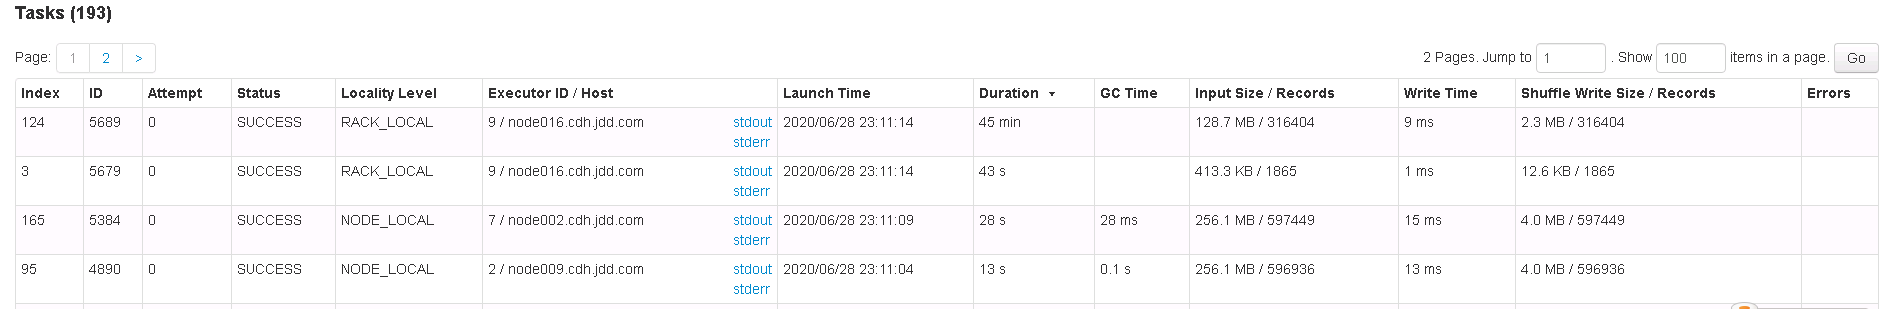 Tasks (193)
Page: 1 2 > 2 Pages. Jump to 1 . Show 100 items in a page. Go
Index ID Attempt Status Locality Level Executor ID / Host Launch Time Duration ▼ GC Time Input Size / Records Write Time Shuffle Write Size / Records Errors
124 5689 0 SUCCESS RACK_LOCAL 9 / node016.cdh.jdd.com stdout 2020/06/28 23:11:14 45 min 128.7 MB / 316404 9 ms 2.3 MB / 316404
stderr
3 5679 0 SUCCESS RACK_LOCAL 9 / node016.cdh.jdd.com stdout 2020/06/28 23:11:14 43 s 413.3 KB / 1865 1 ms 12.6 KB / 1865
stderr
165 5384 0 SUCCESS NODE_LOCAL 7 / node002.cdh.jdd.com stdout 2020/06/28 23:11:09 28 s 28 ms 256.1 MB / 597449 15 ms 4.0 MB / 597449
stderr
95 4890 0 SUCCESS NODE_LOCAL 2 / node009.cdh.jdd.com stdout 2020/06/28 23:11:04 13 s 0.1 s 256.1 MB / 596936 13 ms 4.0 MB / 596936
stderr